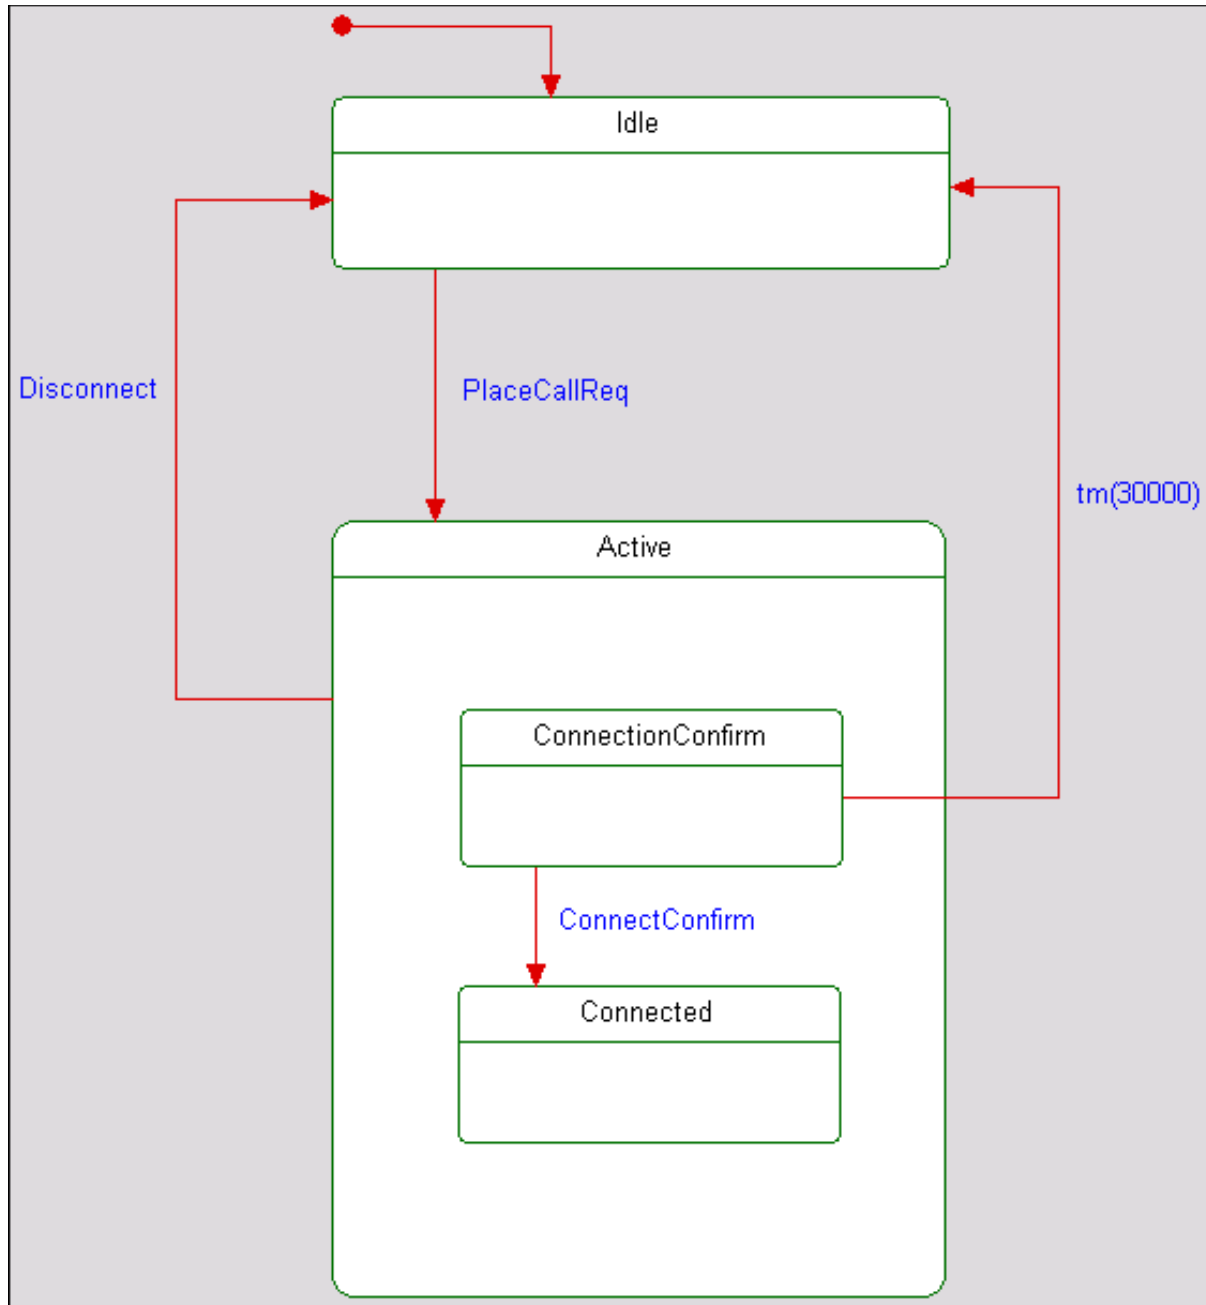 Idle
Disconnect
PlaceCallReq
tm(30000)
Active
ConnectionConfirm
ConnectConfirm
Connected